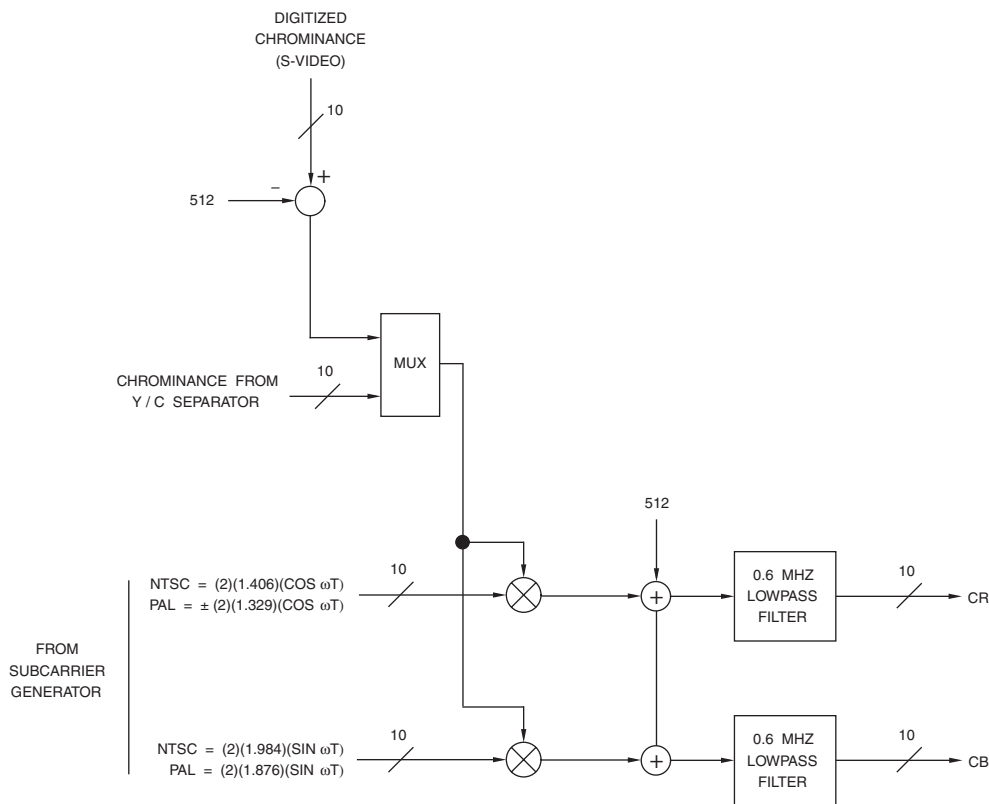 DIGITIZED
CHROMINANCE
(S-VIDEO)
10
+
–
512
MUX
10
CHROMINANCE FROM
Y / C SEPARATOR
512
NTSC = (2)(1.406)(COS ωT)
PAL = ± (2)(1.329)(COS ωT)
10
+
0.6 MHZ
LOWPASS
FILTER
10
CR
FROM
SUBCARRIER
GENERATOR
NTSC = (2)(1.984)(SIN ωT)
PAL = (2)(1.876)(SIN ωT)
10
+
0.6 MHZ
LOWPASS
FILTER
10
CB